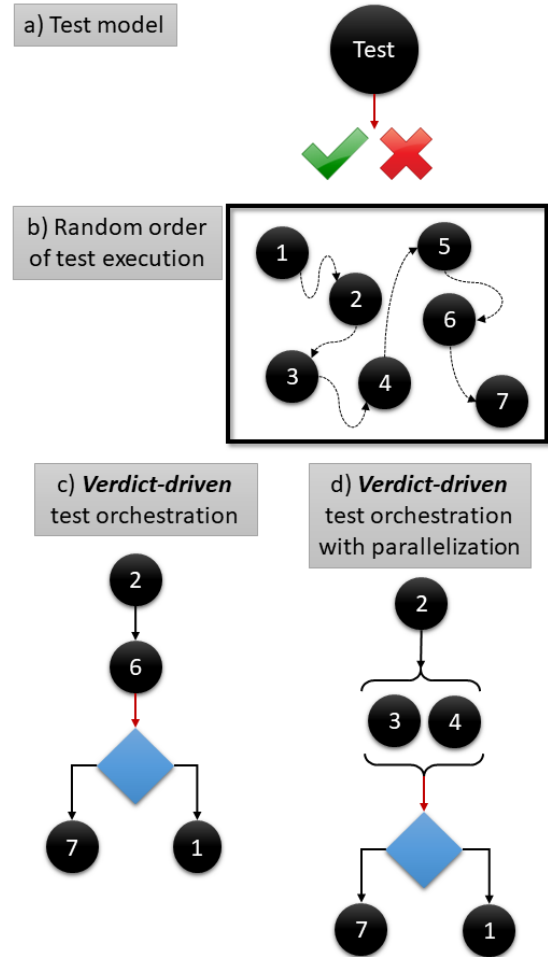 a) Test model
Test
b) Random order
of test execution
1
2
3
4
5
6
7
c) Verdict-driven
test orchestration
2
6
7
1
d) Verdict-driven
test orchestration
with parallelization
2
3
4
7
1